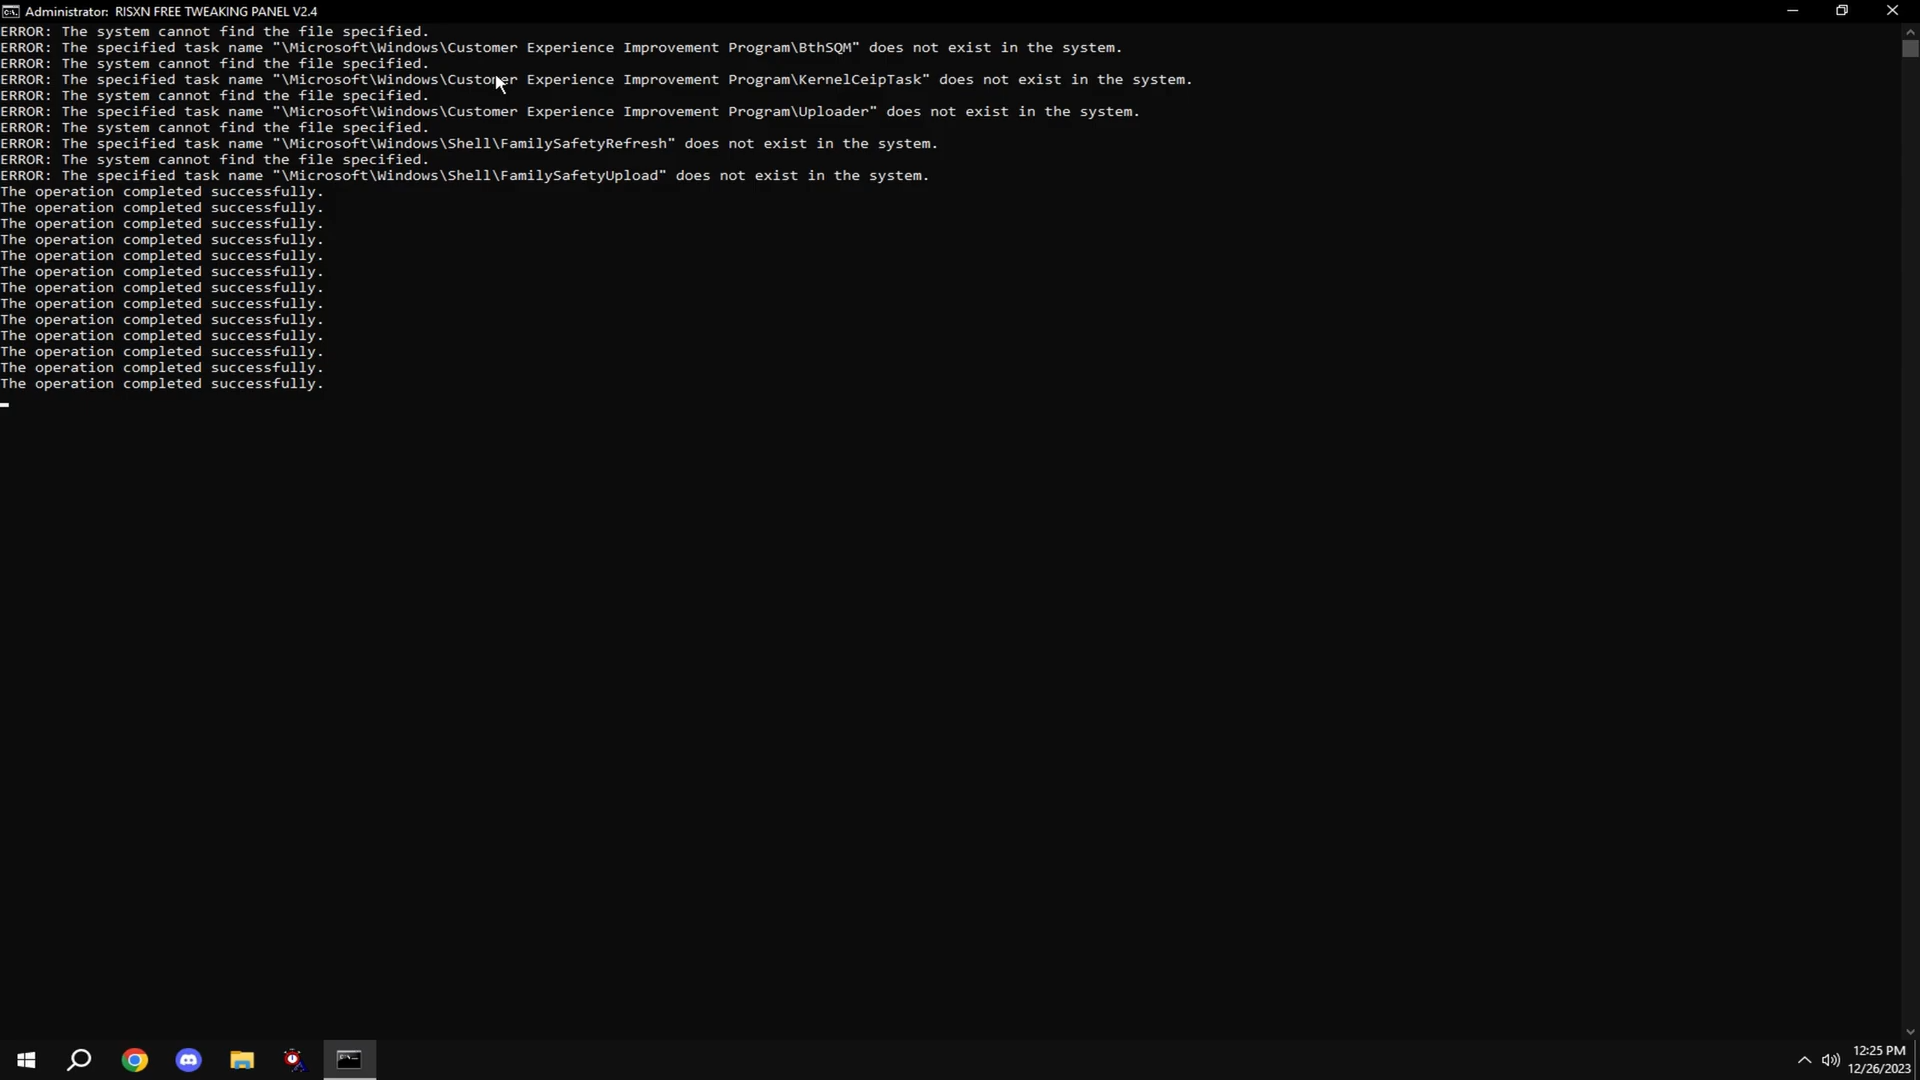 Administrator:  RISXN FREE TWEAKING PANEL V2.4
ERROR: The system cannot find the file specified.
ERROR: The specified task name "\Microsoft\Windows\Customer Experience Improvement Program\BthSQM" does not exist in the system.
ERROR: The system cannot find the file specified.
ERROR: The specified task name "\Microsoft\Windows\Customer Experience Improvement Program\KernelCeipTask" does not exist in the system.
ERROR: The system cannot find the file specified.
ERROR: The specified task name "\Microsoft\Windows\Customer Experience Improvement Program\Uploader" does not exist in the system.
ERROR: The system cannot find the file specified.
ERROR: The specified task name "\Microsoft\Windows\Shell\FamilySafetyRefresh" does not exist in the system.
ERROR: The system cannot find the file specified.
ERROR: The specified task name "\Microsoft\Windows\Shell\FamilySafetyUpload" does not exist in the system.
The operation completed successfully.
The operation completed successfully.
The operation completed successfully.
The operation completed successfully.
The operation completed successfully.
The operation completed successfully.
The operation completed successfully.
The operation completed successfully.
The operation completed successfully.
The operation completed successfully.
The operation completed successfully.
The operation completed successfully.
The operation completed successfully.
12:25 PM
12/26/2023